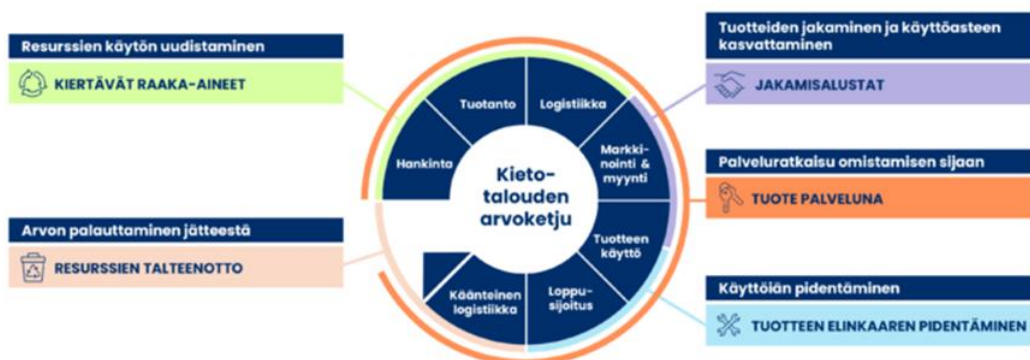 Resurssien käytön uudistaminen
KIERTÄVÄT RAAKA-AINEET
Arvon palauttaminen jätteestä
RESURSSIEN TALTEENOTTO
Hankinta
Tuotanto
Logistiikka
Markki-
nointi &
myynti
Tuotteen
käyttö
Loppu-
sijoitus
Käänteinen
logistiikka
Kieto-
talouden
arvoketju
Tuotteiden jakaminen ja käyttöasteen
kasvattaminen
JAKAMISALUSTAT
Palveluratkaisu omistamisen sijaan
TUOTE PALVELUNA
Käyttöiän pidentäminen
TUOTTEEN ELINKAAREN PIDENTÄMINEN